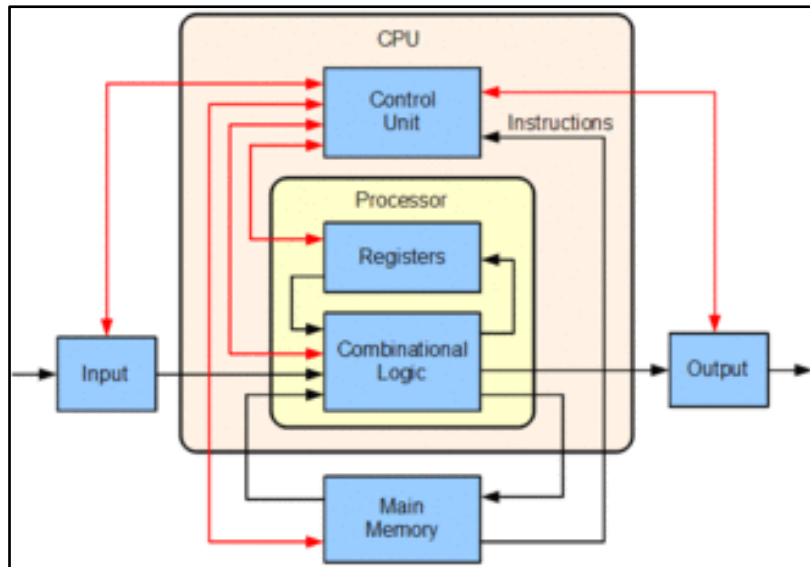 CPU
Control
Unit
Instructions
Processor
Registers
Combinational
Logic
Input
Output
Main
Memory